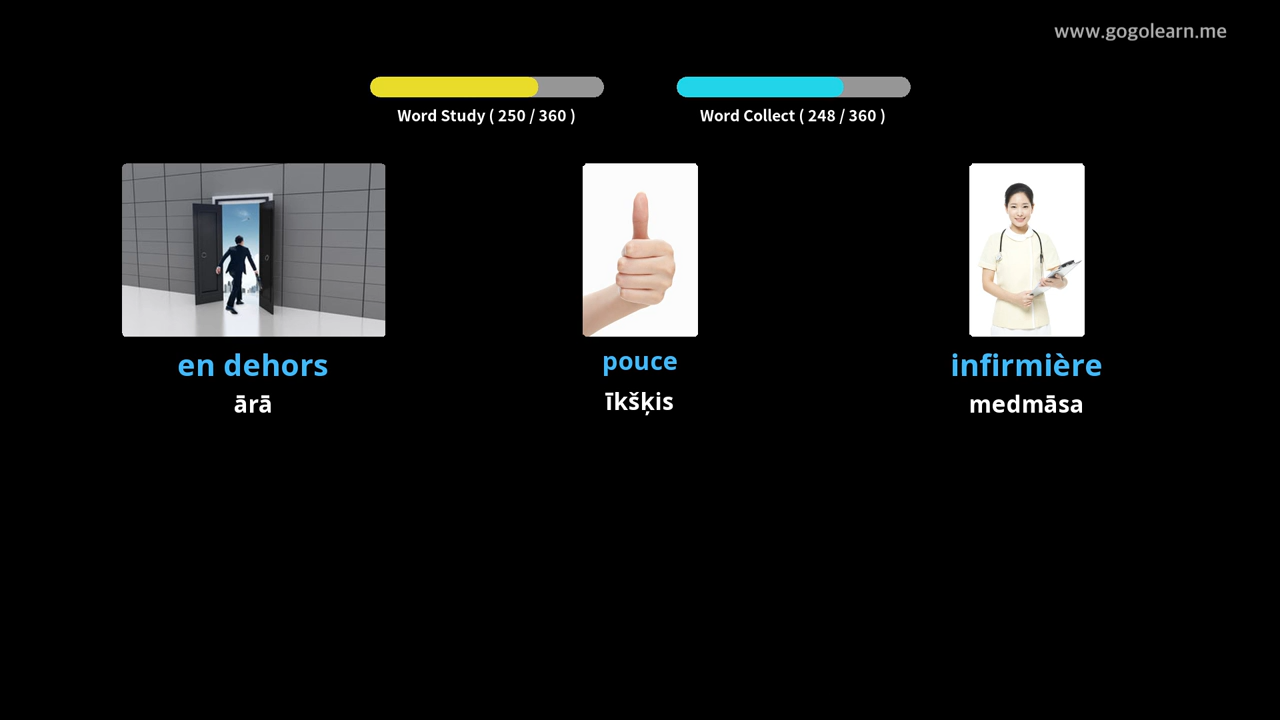 www.gogolearn.me
Word Study ( 250 / 360 )
Word Collect ( 248 / 360 )
en dehors
ārā
pouce
īkšķis
infirmière
medmāsa